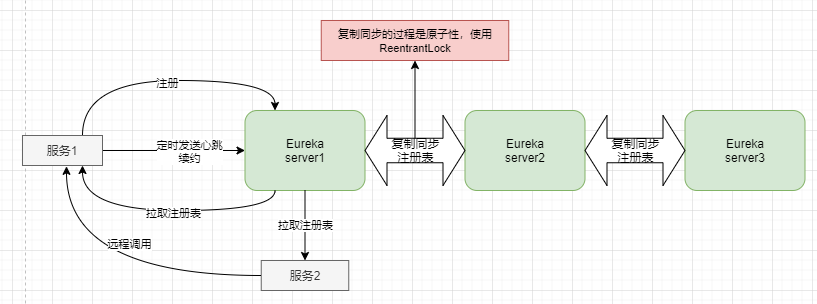 复制同步的过程是原子性，使用
ReentrantLock
注册
服务1
定时发送心跳
续约
Eureka
server1
复制同步
注册表
Eureka
server2
复制同步
注册表
Eureka
server3
拉取注册表
拉取注册表
远程调用
服务2